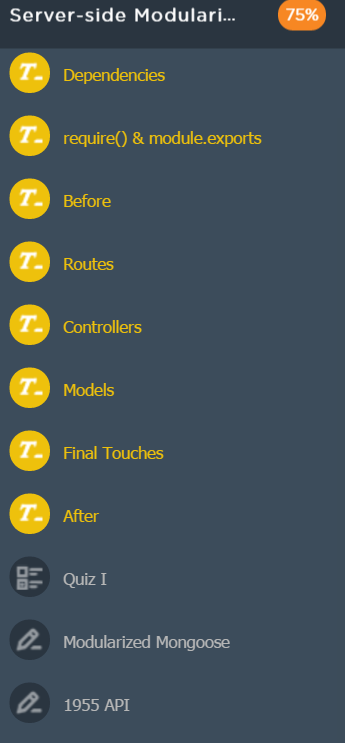 Server-side Modulari...
75%
T Dependencies
T require() & module.exports
T Before
T Routes
T Controllers
T Models
T Final Touches
T After
Quiz I
Modularized Mongoose
1955 API